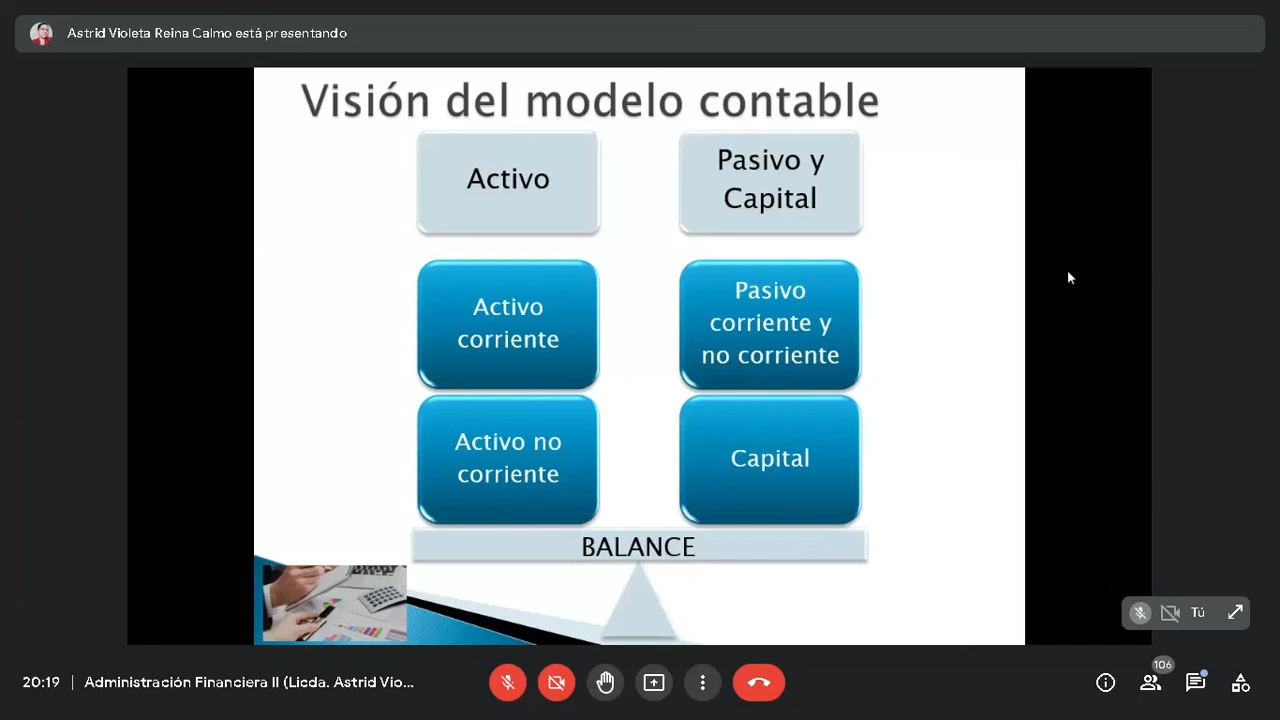 Astrid Violeta Reina Calmo está presentando
Visión del modelo contable
Activo
Pasivo y
Capital
Activo
corriente
Pasivo
corriente y
no corriente
Activo no
corriente
Capital
BALANCE
Tú
106
20:19
Administración Financiera II (Licda. Astrid Vio...